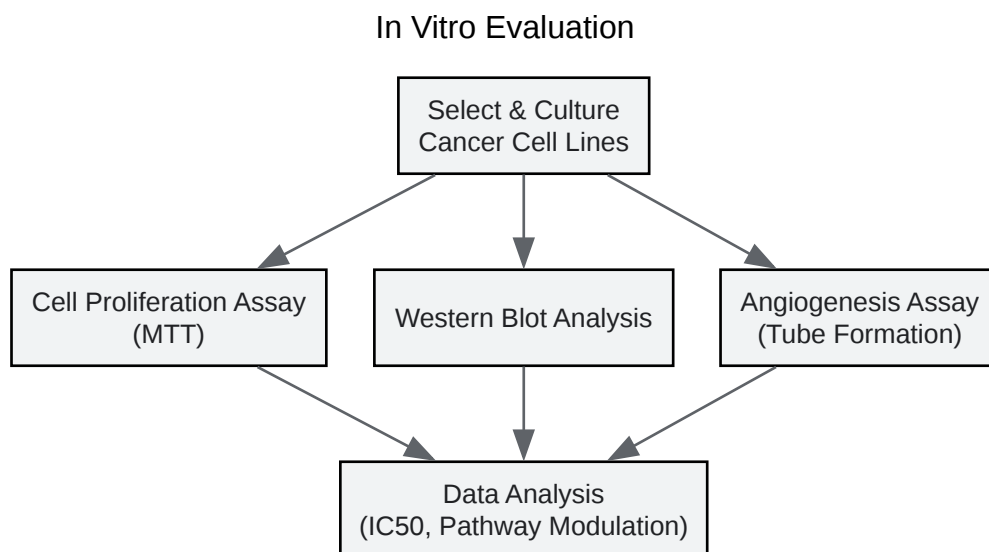 In Vitro Evaluation
Select & Culture
Cancer Cell Lines
Cell Proliferation Assay
(MTT)
Western Blot Analysis
Angiogenesis Assay
(Tube Formation)
Data Analysis
(IC50, Pathway Modulation)